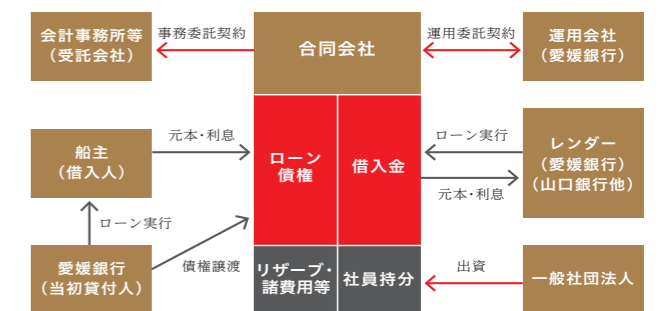 会計事務所等
（受託会社）
事務委託契約
合同会社
運用委託契約
運用会社
（愛媛銀行）
船主
（借入人）
元本・利息
ローン
債権
借入金
ローン実行
元本・利息
レンダー
（愛媛銀行）
（山口銀行他）
ローン実行
愛媛銀行
（当初貸付人）
債権譲渡
リザーブ・
諸費用等
社員持分
出資
一般社団法人